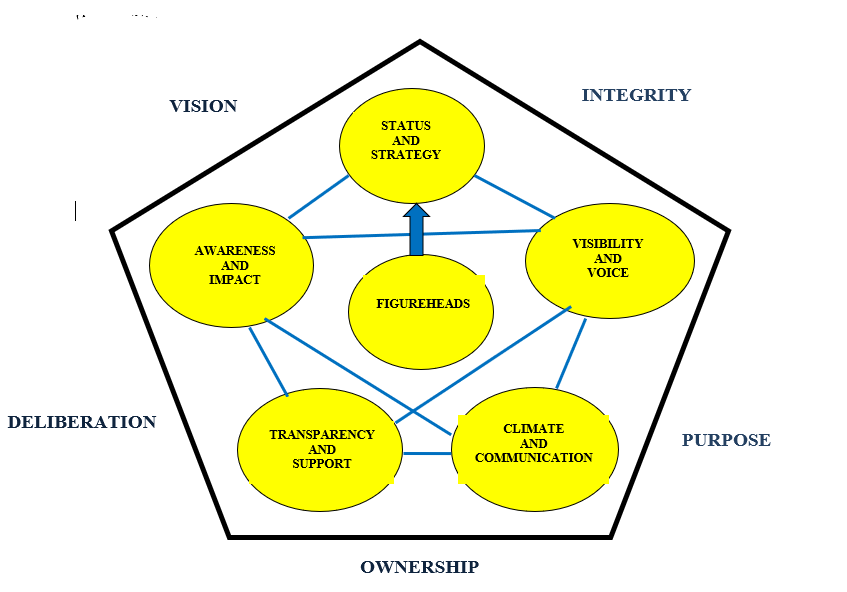 VISION
INTEGRITY
STATUS
AND
STRATEGY
AWARENESS
AND
IMPACT
VISIBILITY
AND
VOICE
FIGUREHEADS
DELIBERATION
TRANSPARENCY
AND
SUPPORT
CLIMATE
AND
COMMUNICATION
PURPOSE
OWNERSHIP